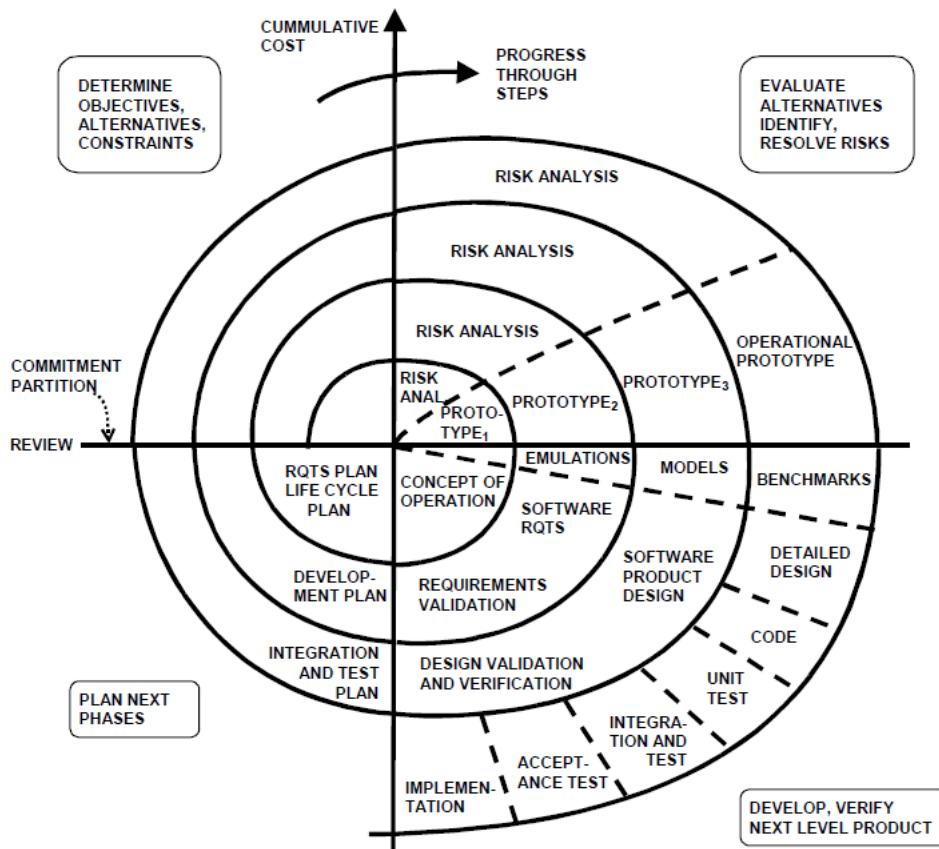 CUMMULATIVE
COST
PROGRESS
THROUGH
STEPS
DETERMINE
OBJECTIVES,
ALTERNATIVES,
CONSTRAINTS
EVALUATE
ALTERNATIVES
IDENTIFY,
RESOLVE RISKS
RISK ANALYSIS
RISK ANALYSIS
RISK ANALYSIS
RISK
ANAL.
PROTO-
TYPE1
PROTOTYPE2
PROTOTYPE3
OPERATIONAL
PROTOTYPE
COMMITMENT
PARTITION
REVIEW
EMULATIONS
MODELS
BENCHMARKS
RQTS PLAN
LIFE CYCLE
PLAN
CONCEPT OF
OPERATION
SOFTWARE
RQTS
SOFTWARE
PRODUCT
DESIGN
DETAILED
DESIGN
DEVELOP-
MENT PLAN
REQUIREMENTS
VALIDATION
CODE
INTEGRATION
AND TEST
PLAN
DESIGN VALIDATION
AND VERIFICATION
UNIT
TEST
PLAN NEXT
PHASES
INTEGRA-
TION AND
TEST
ACCEPT-
ANCE TEST
IMPLEMEN-
TATION
DEVELOP, VERIFY
NEXT LEVEL PRODUCT